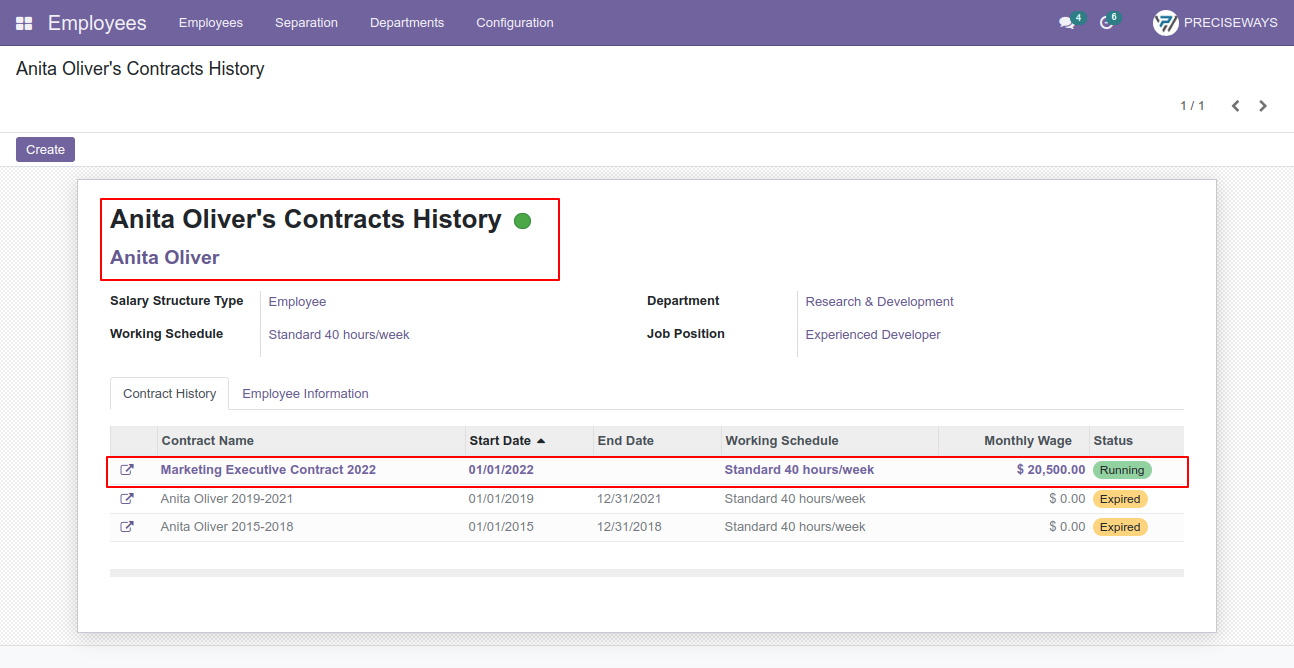 Employees Employees Separation Departments Configuration 4 6 PRECISEWAYS
Anita Oliver's Contracts History
1 / 1
Create
Anita Oliver's Contracts History
Anita Oliver
Salary Structure Type Employee Department Research & Development
Working Schedule Standard 40 hours/week Job Position Experienced Developer
Contract History Employee Information
Contract Name Start Date End Date Working Schedule Monthly Wage Status
Marketing Executive Contract 2022 01/01/2022 Standard 40 hours/week $ 20,500.00 Running
Anita Oliver 2019-2021 01/01/2019 12/31/2021 Standard 40 hours/week $ 0.00 Expired
Anita Oliver 2015-2018 01/01/2015 12/31/2018 Standard 40 hours/week $ 0.00 Expired